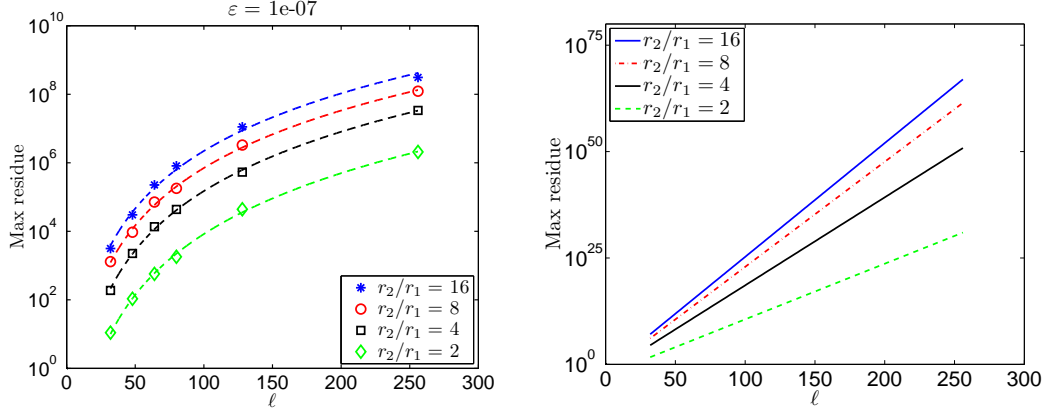 ε = 1e-07
Max residue
10^10
10^8
10^6
10^4
10^2
10^0
0 50 100 150 200 250 300
ℓ
r_2/r_1 = 16
r_2/r_1 = 8
r_2/r_1 = 4
r_2/r_1 = 2
Max residue
10^75
10^50
10^25
10^0
0 50 100 150 200 250 300
ℓ
r_2/r_1 = 16
r_2/r_1 = 8
r_2/r_1 = 4
r_2/r_1 = 2